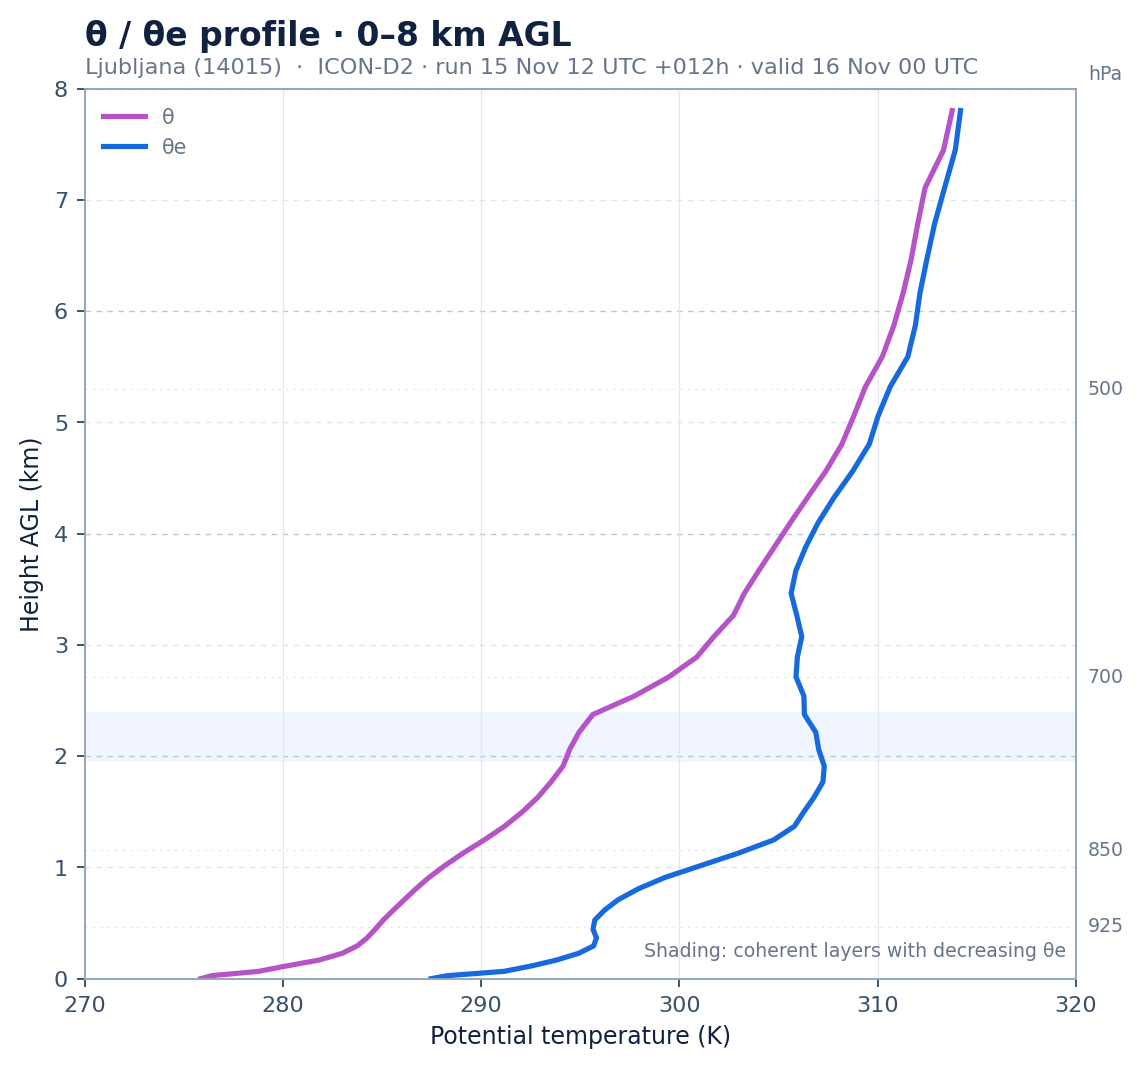 θ / θe profile · 0–8 km AGL
Ljubljana (14015)  ·  ICON-D2 · run 15 Nov 12 UTC +012h · valid 16 Nov 00 UTC
hPa
8
θ
θe
7
6
500
5
4
3
700
2
850
1
925
Shading: coherent layers with decreasing θe
0
270 280 290 300 310 320
Potential temperature (K)
Height AGL (km)